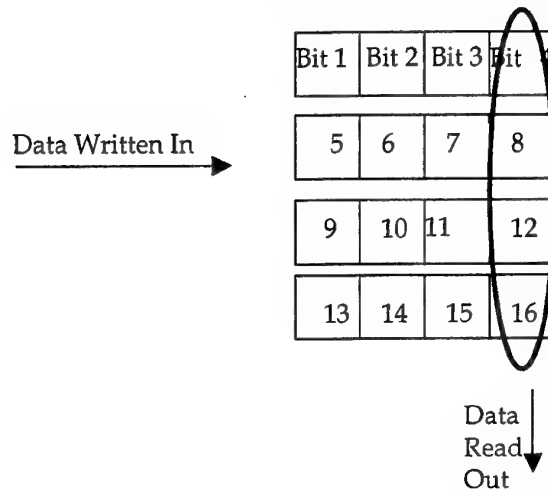 Bit 1 Bit 2 Bit 3 Bit
Data Written In
5 6 7 8
9 10 11 12
13 14 15 16
Data
Read
Out